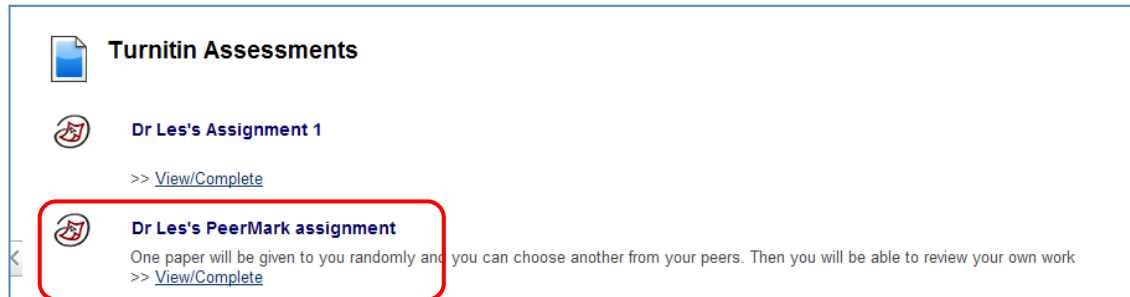 Turnitin Assessments
Dr Les's Assignment 1
>> View/Complete
Dr Les's PeerMark assignment
One paper will be given to you randomly and you can choose another from your peers. Then you will be able to review your own work
>> View/Complete